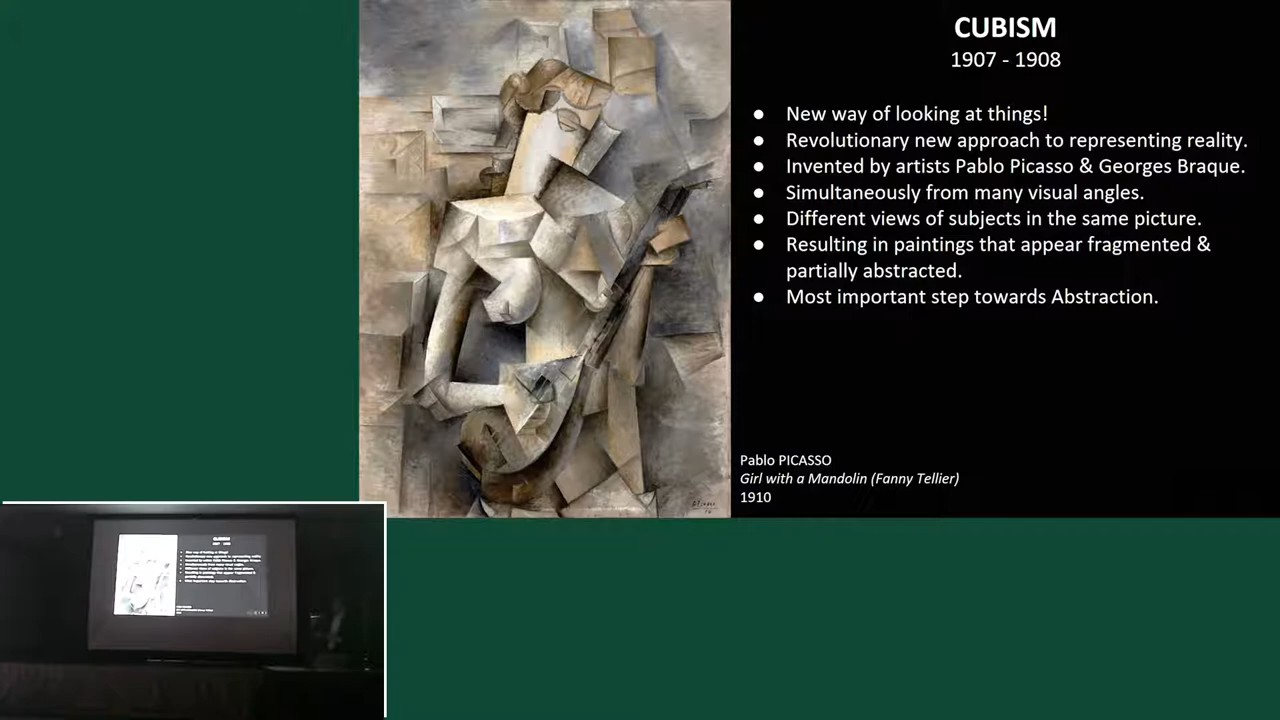 CUBISM
1907 - 1908
● New way of looking at things!
● Revolutionary new approach to representing reality.
● Invented by artists Pablo Picasso & Georges Braque.
● Simultaneously from many visual angles.
● Different views of subjects in the same picture.
● Resulting in paintings that appear fragmented &
partially abstracted.
● Most important step towards Abstraction.
Pablo PICASSO
Girl with a Mandolin (Fanny Tellier)
1910
CUBISM